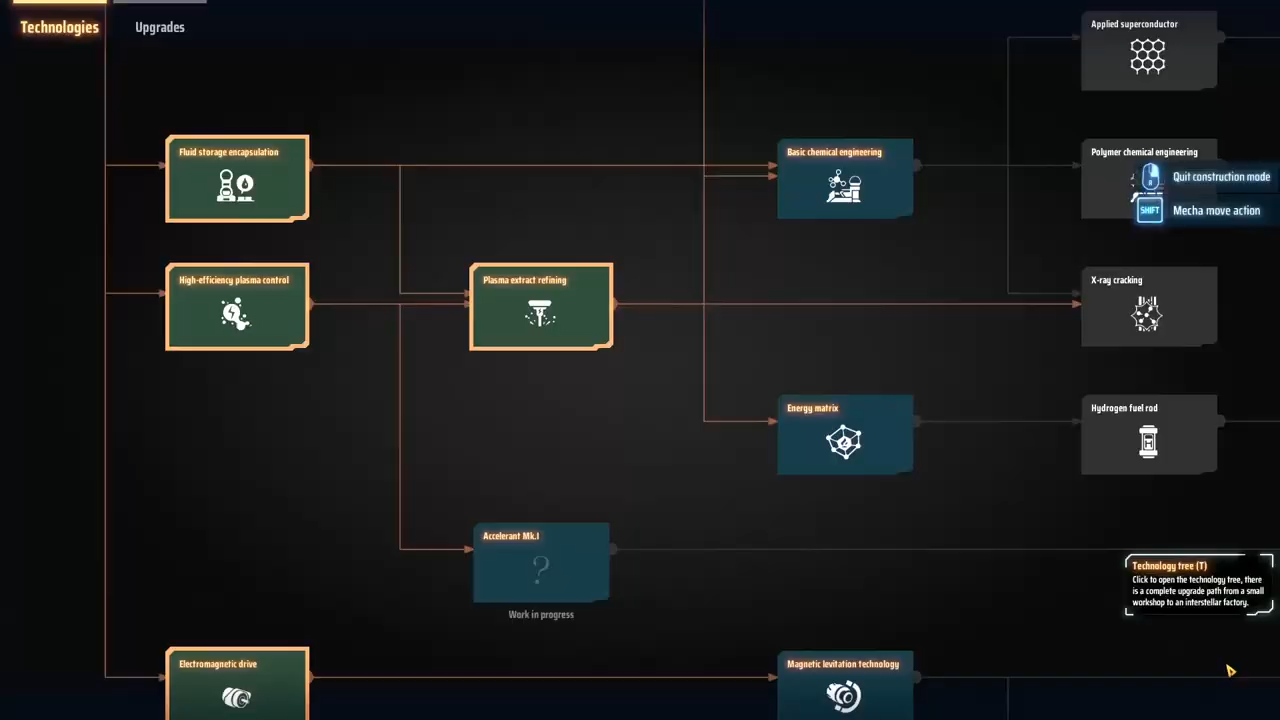 Technologies
Upgrades
Applied superconductor
Fluid storage encapsulation
Basic chemical engineering
Polymer chemical engineering
R
Quit construction mode
SHIFT
Mecha move action
High-efficiency plasma control
Plasma extract refining
X-ray cracking
Energy matrix
Hydrogen fuel rod
Accelerant Mk.I
?
Work in progress
Technology tree (T)
Click to open the technology tree, there
is a complete upgrade path from a small
workshop to an interstellar factory.
Electromagnetic drive
Magnetic levitation technology